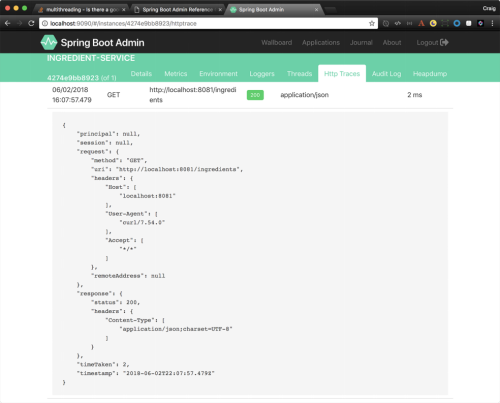 multithreading - Is there a goo
Spring Boot Admin Reference
Spring Boot Admin
Craig
localhost:9090/#/instances/4274e9bb8923/httptrace
Spring Boot Admin
Wallboard Applications Journal About Logout
INGREDIENT-SERVICE
4274e9bb8923 (of 1)
Details Metrics Environment Loggers Threads Http Traces Audit Log Heapdump
06/02/2018 16:07:57.479 GET http://localhost:8081/ingredients 200 application/json 2 ms
{
"principal": null,
"session": null,
"request": {
"method": "GET",
"uri": "http://localhost:8081/ingredients",
"headers": {
"Host": [
"localhost:8081"
],
"User-Agent": [
"curl/7.54.0"
],
"Accept": [
"*/*"
]
},
"remoteAddress": null
},
"response": {
"status": 200,
"headers": {
"Content-Type": [
"application/json;charset=UTF-8"
]
}
},
"timeTaken": 2,
"timestamp": "2018-06-02T22:07:57.479Z"
}